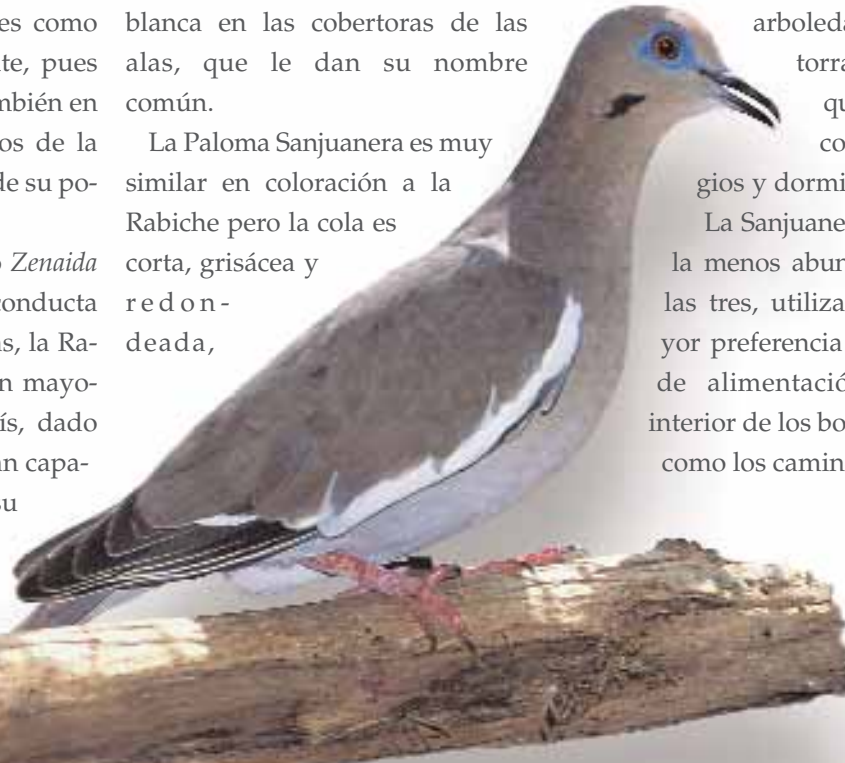 es como
te, pues
mbién en
os de la
de su po-
Zenaida
conducta
as, la Ra-
n mayo-
ís, dado
an capa-
su
blanca en las cobertoras de las
alas, que le dan su nombre
común.
La Paloma Sanjuanera es muy
similar en coloración a la
Rabiche pero la cola es
corta, grisácea y
redon-
deada,
arboleda
torra
qu
co
gios y dormi
La Sanjuane
la menos abun
las tres, utiliza
yor preferencia
de alimentació
interior de los bo
como los camin